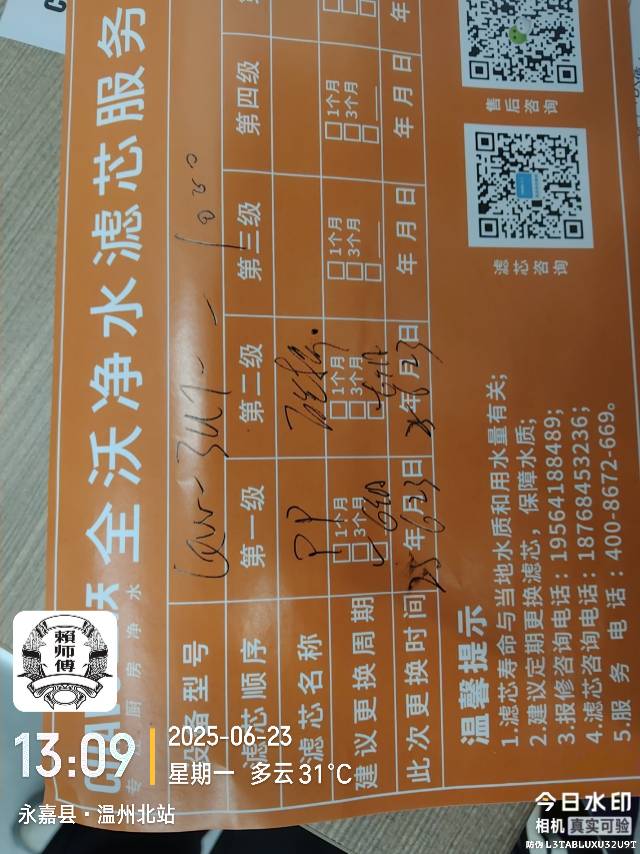 全沃净水滤芯服务
专 厨 房 净 水
设备型号
滤芯顺序 第一级 第二级 第三级 第四级
滤芯名称 PP
建议更换周期 1个月 3个月 1个月 3个月 1个月 3个月 1个月 3个月
此次更换时间 25年6月23日 年 月23日 年 月 日 年 月 日
滤芯咨询
售后咨询
温馨提示
1.滤芯寿命与当地水质和用水量有关;
2.建议定期更换滤芯，保障水质;
3.报修咨询电话: 19564188489;
4.滤芯咨询电话: 18768453236;
5.服 务 电 话: 400-8672-669。
賴师傅
13:09
2025-06-23
星期一 多云 31℃
永嘉县·温州北站
今日水印
相机 真实可验
防伪 L3TABLUXU32U9T